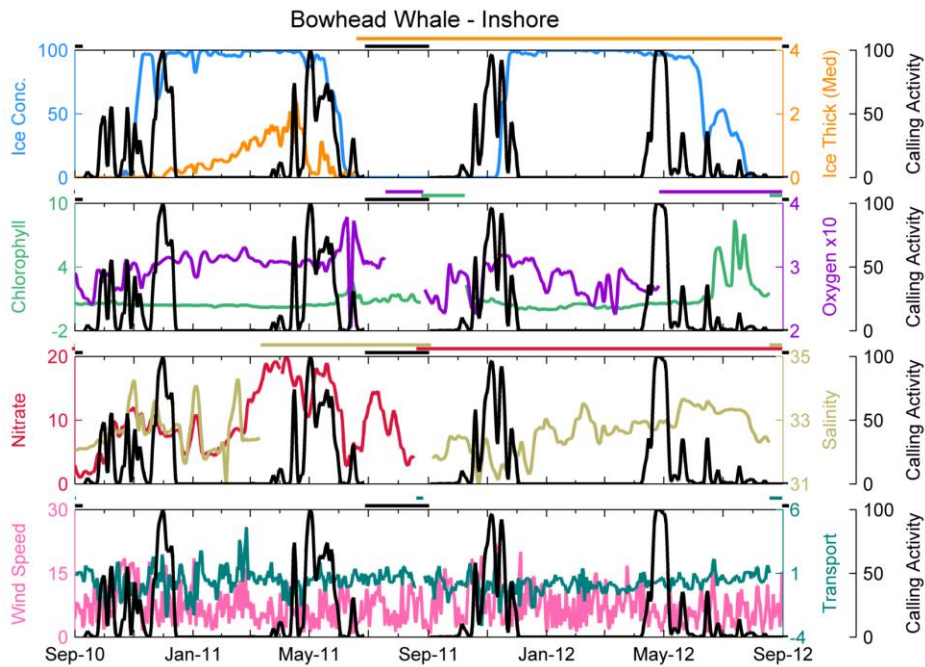 Bowhead Whale - Inshore
100
50
0
Ice Conc.
4
2
0
Ice Thick (Med)
100
50
0
Calling Activity
10
4
-2
Chlorophyll
4
3
2
Oxygen x10
100
50
0
Calling Activity
20
10
0
Nitrate
35
33
31
Salinity
100
50
0
Calling Activity
30
15
0
Wind Speed
6
1
-4
Transport
100
50
0
Calling Activity
Sep-10 Jan-11 May-11 Sep-11 Jan-12 May-12 Sep-12